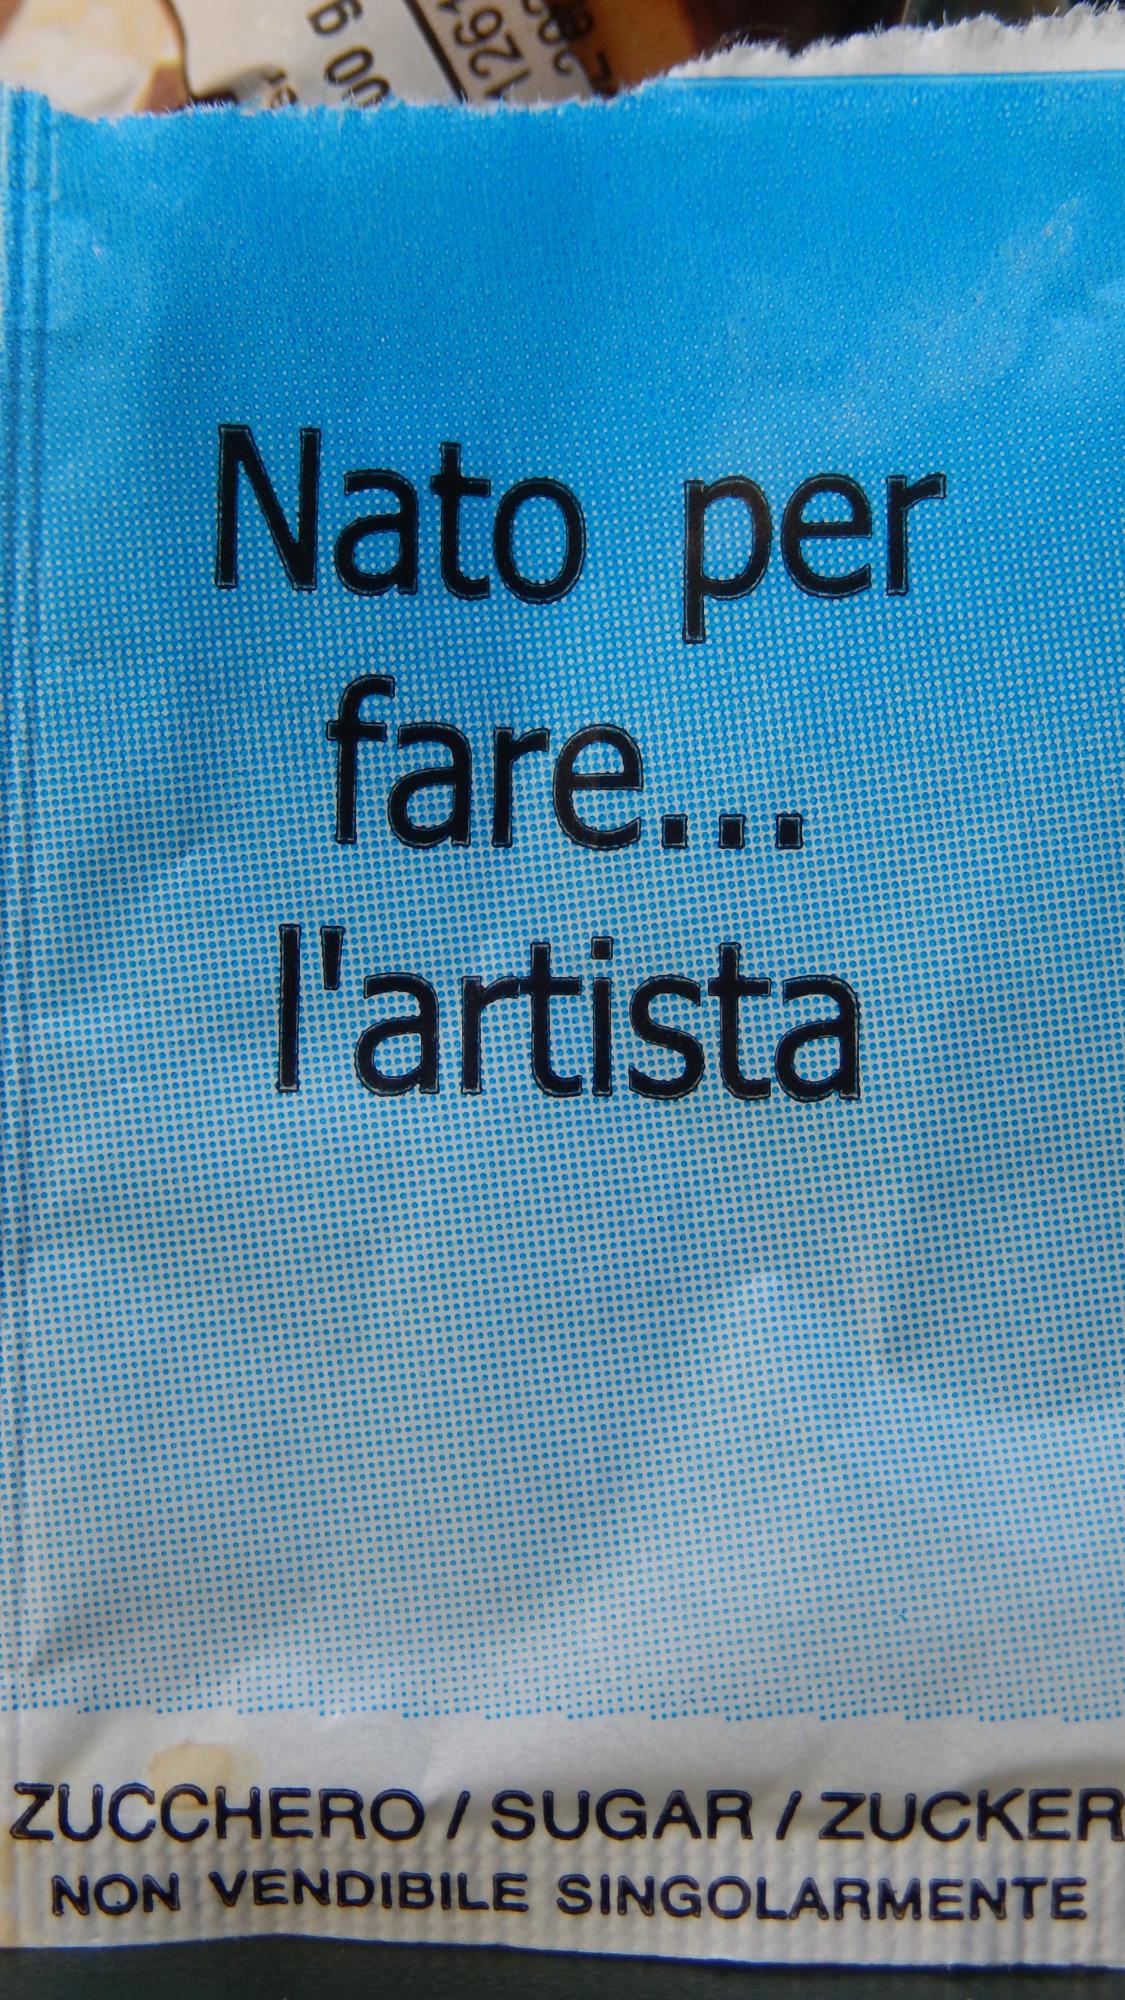 Nato per
fare...
l'artista
ZUCCHERO / SUGAR / ZUCKER
NON VENDIBILE SINGOLARMENTE